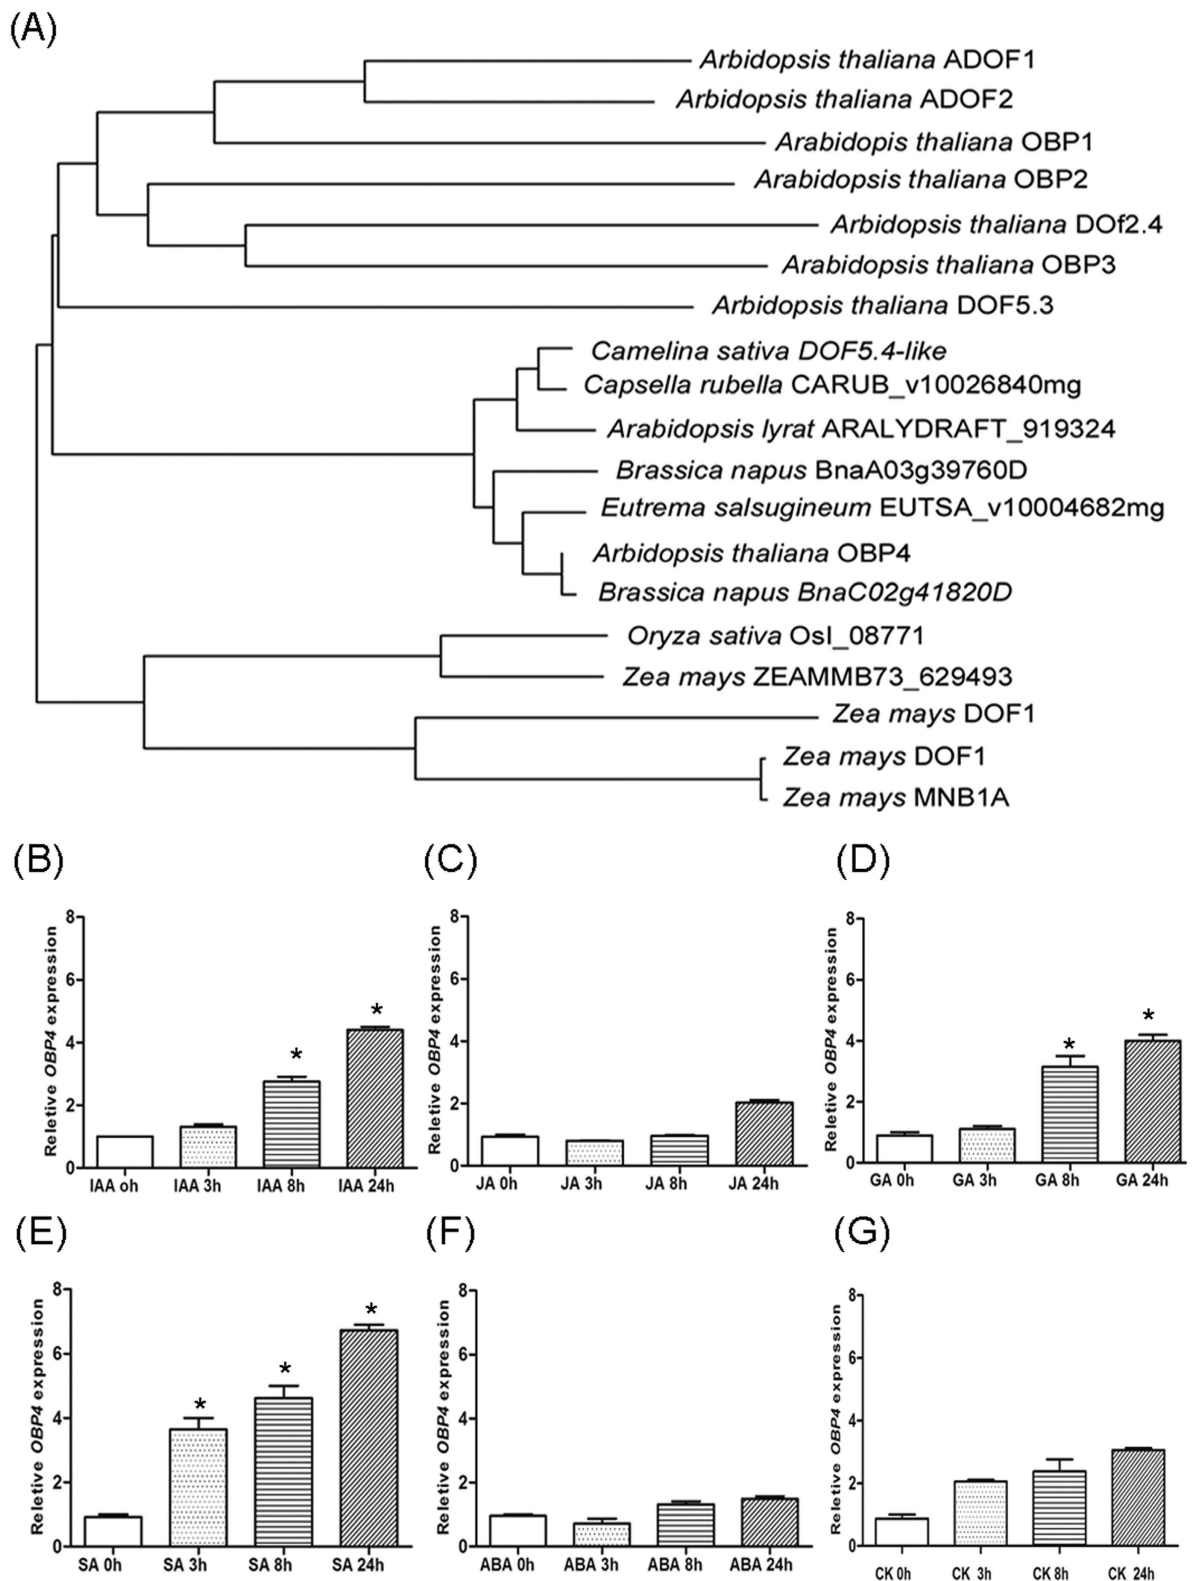 (A)
Arbidopsis thaliana ADOF1
Arbidopsis thaliana ADOF2
Arabidopis thaliana OBP1
Arabidopsis thaliana OBP2
Arbidopsis thaliana DOf2.4
Arabidopsis thaliana OBP3
Arbidopsis thaliana DOF5.3
Camelina sativa DOF5.4-like
Capsella rubella CARUB_v10026840mg
Arabidopsis lyrat ARALYDRAFT_919324
Brassica napus BnaA03g39760D
Eutrema salsugineum EUTSA_v10004682mg
Arbidopsis thaliana OBP4
Brassica napus BnaC02g41820D
Oryza sativa OsI_08771
Zea mays ZEAMMB73_629493
Zea mays DOF1
Zea mays DOF1
Zea mays MNB1A
(B)
Reletive OBP4 expression
8
6
4
2
0
*
*
IAA oh IAA 3h IAA 8h IAA 24h
(C)
Reletive OBP4 expression
8
6
4
2
0
JA 0h JA 3h JA 8h JA 24h
(D)
Reletive OBP4 expression
8
6
4
2
0
*
*
GA 0h GA 3h GA 8h GA 24h
(E)
Reletive OBP4 expression
8
6
4
2
0
*
*
*
SA 0h SA 3h SA 8h SA 24h
(F)
Reletive OBP4 expression
8
6
4
2
0
ABA 0h ABA 3h ABA 8h ABA 24h
(G)
Reletive OBP4 expression
8
6
4
2
0
CK 0h CK 3h CK 8h CK 24h